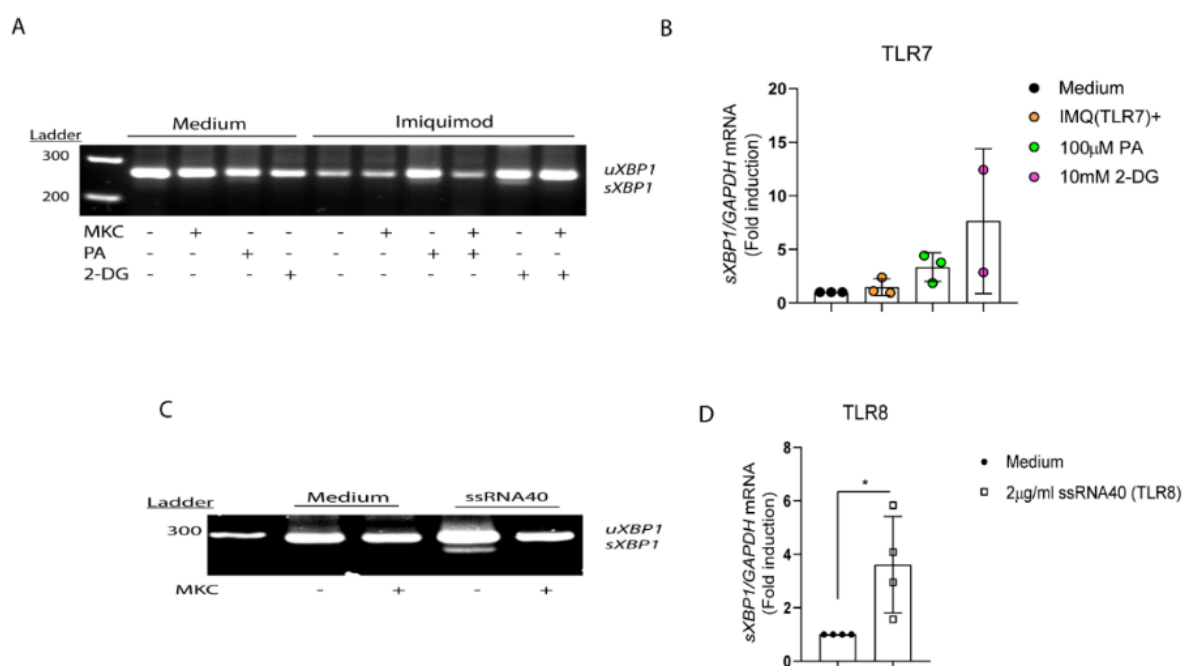 A
Ladder
Medium
Imiquimod
300
200
uXBP1
sXBP1
MKC - + - - - + - + - +
PA - - + - - - + + - -
2-DG - - - + - - - - + +
B
TLR7
20
15
10
5
0
sXBP1/GAPDH mRNA
(Fold induction)
Medium
IMQ(TLR7)+
100μM PA
10mM 2-DG
C
Ladder
Medium
ssRNA40
300
uXBP1
sXBP1
MKC - + - +
D
TLR8
8
6
4
2
0
sXBP1/GAPDH mRNA
(Fold induction)
*
Medium
2μg/ml ssRNA40 (TLR8)